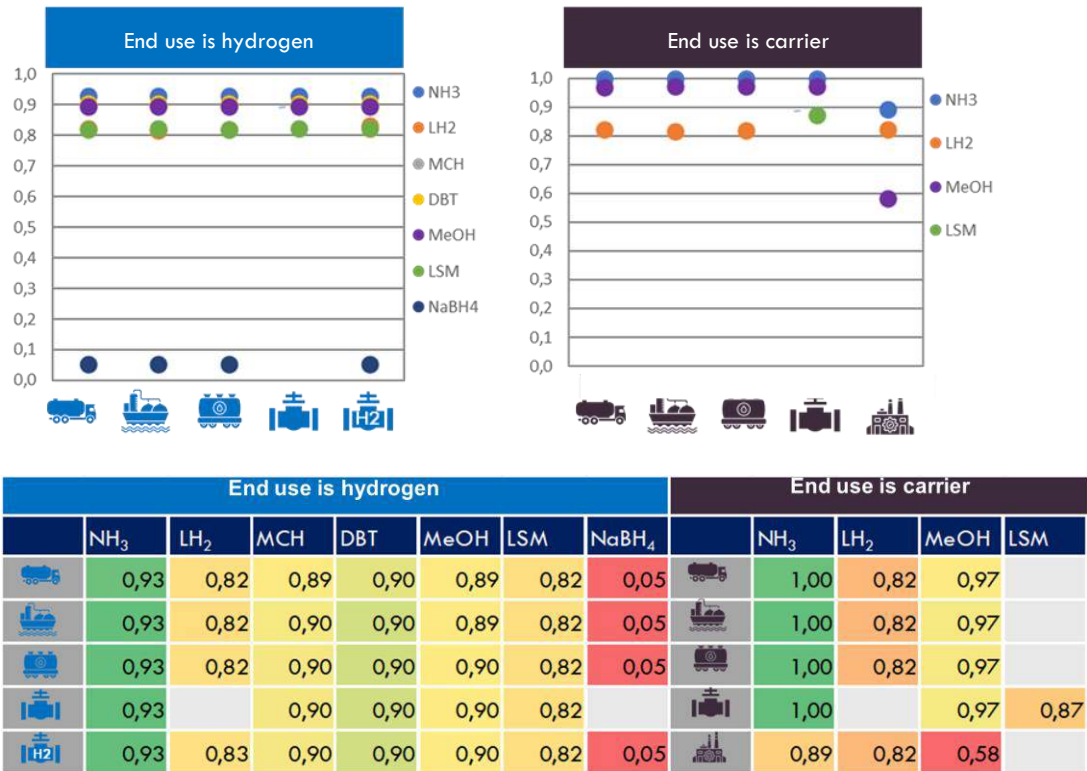 End use is hydrogen
1,0
0,9
0,8
0,7
0,6
0,5
0,4
0,3
0,2
0,1
0,0
NH3
LH2
MCH
DBT
MeOH
LSM
NaBH4
H2
End use is carrier
1,0
0,9
0,8
0,7
0,6
0,5
0,4
0,3
0,2
0,1
0,0
NH3
LH2
MeOH
LSM
End use is hydrogen End use is carrier
NH₃ LH₂ MCH DBT MeOH LSM NaBH₄ NH₃ LH₂ MeOH LSM
0,93 0,82 0,89 0,90 0,89 0,82 0,05 1,00 0,82 0,97
0,93 0,82 0,90 0,90 0,89 0,82 0,05 1,00 0,82 0,97
0,93 0,82 0,90 0,90 0,90 0,82 0,05 1,00 0,82 0,97
0,93 0,90 0,90 0,90 0,82 1,00 0,97 0,87
H2 0,93 0,83 0,90 0,90 0,90 0,82 0,05 0,89 0,82 0,58